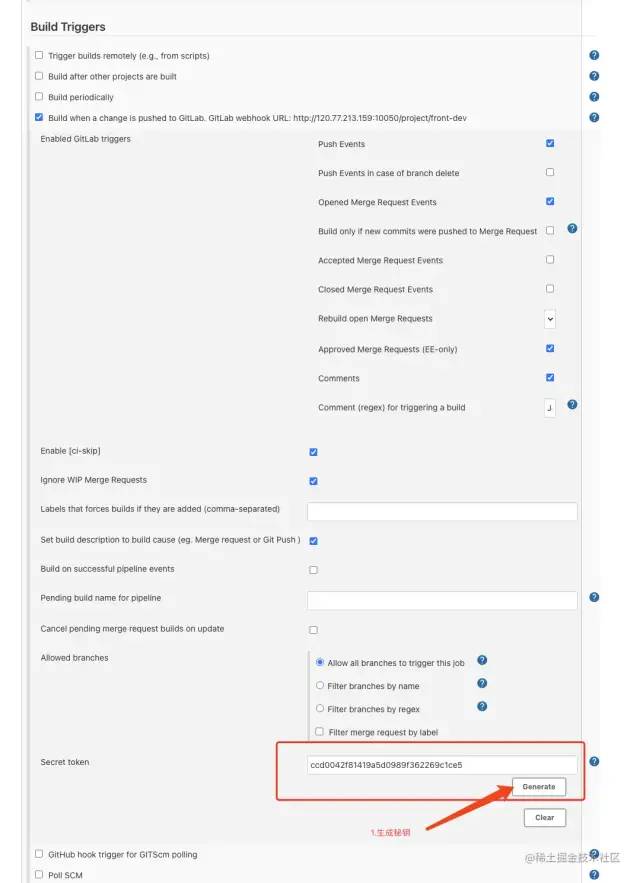 Build Triggers
Trigger builds remotely (e.g., from scripts)
Build after other projects are built
Build periodically
Build when a change is pushed to GitLab. GitLab webhook URL: http://120.77.213.159:10050/project/front-dev
Enabled GitLab triggers
Push Events
Push Events in case of branch delete
Opened Merge Request Events
Build only if new commits were pushed to Merge Request
Accepted Merge Request Events
Closed Merge Request Events
Rebuild open Merge Requests
Approved Merge Requests (EE-only)
Comments
Comment (regex) for triggering a build
J
Enable [ci-skip]
Ignore WIP Merge Requests
Labels that forces builds if they are added (comma-separated)
Set build description to build cause (eg. Merge request or Git Push )
Build on successful pipeline events
Pending build name for pipeline
Cancel pending merge request builds on update
Allowed branches
Allow all branches to trigger this job
Filter branches by name
Filter branches by regex
Filter merge request by label
Secret token
ccd0042f81419a5d0989f362269c1ce5
Generate
Clear
1.生成秘钥
GitHub hook trigger for GITScm polling
Poll SCM
@稀土掘金技术社区